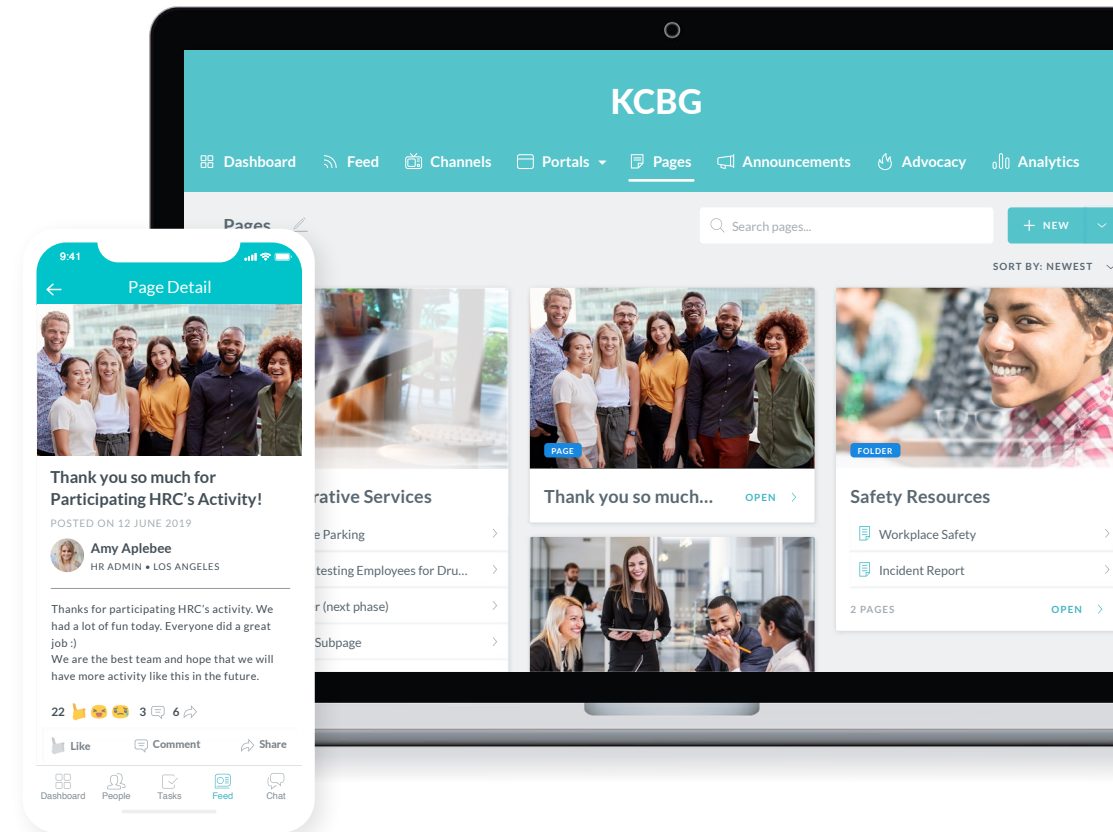 KCBG
Dashboard Feed Channels Portals Pages Announcements Advocacy Analytics
Pages
Search pages...
NEW
SORT BY: NEWEST
Services
Parking
Employees for Dru...
(next phase)
Subpage
PAGE
Thank you so much...
OPEN
FOLDER
Safety Resources
Workplace Safety
Incident Report
2 PAGES
OPEN
9:41
Page Detail
Thank you so much for
Participating HRC's Activity!
POSTED ON 12 JUNE 2019
Amy Aplebee
HR ADMIN • LOS ANGELES
Thanks for participating HRC's activity. We
had a lot of fun today. Everyone did a great
job :)
We are the best team and hope that we will
have more activity like this in the future.
22 3 6
Like Comment Share
Dashboard People Tasks Feed Chat